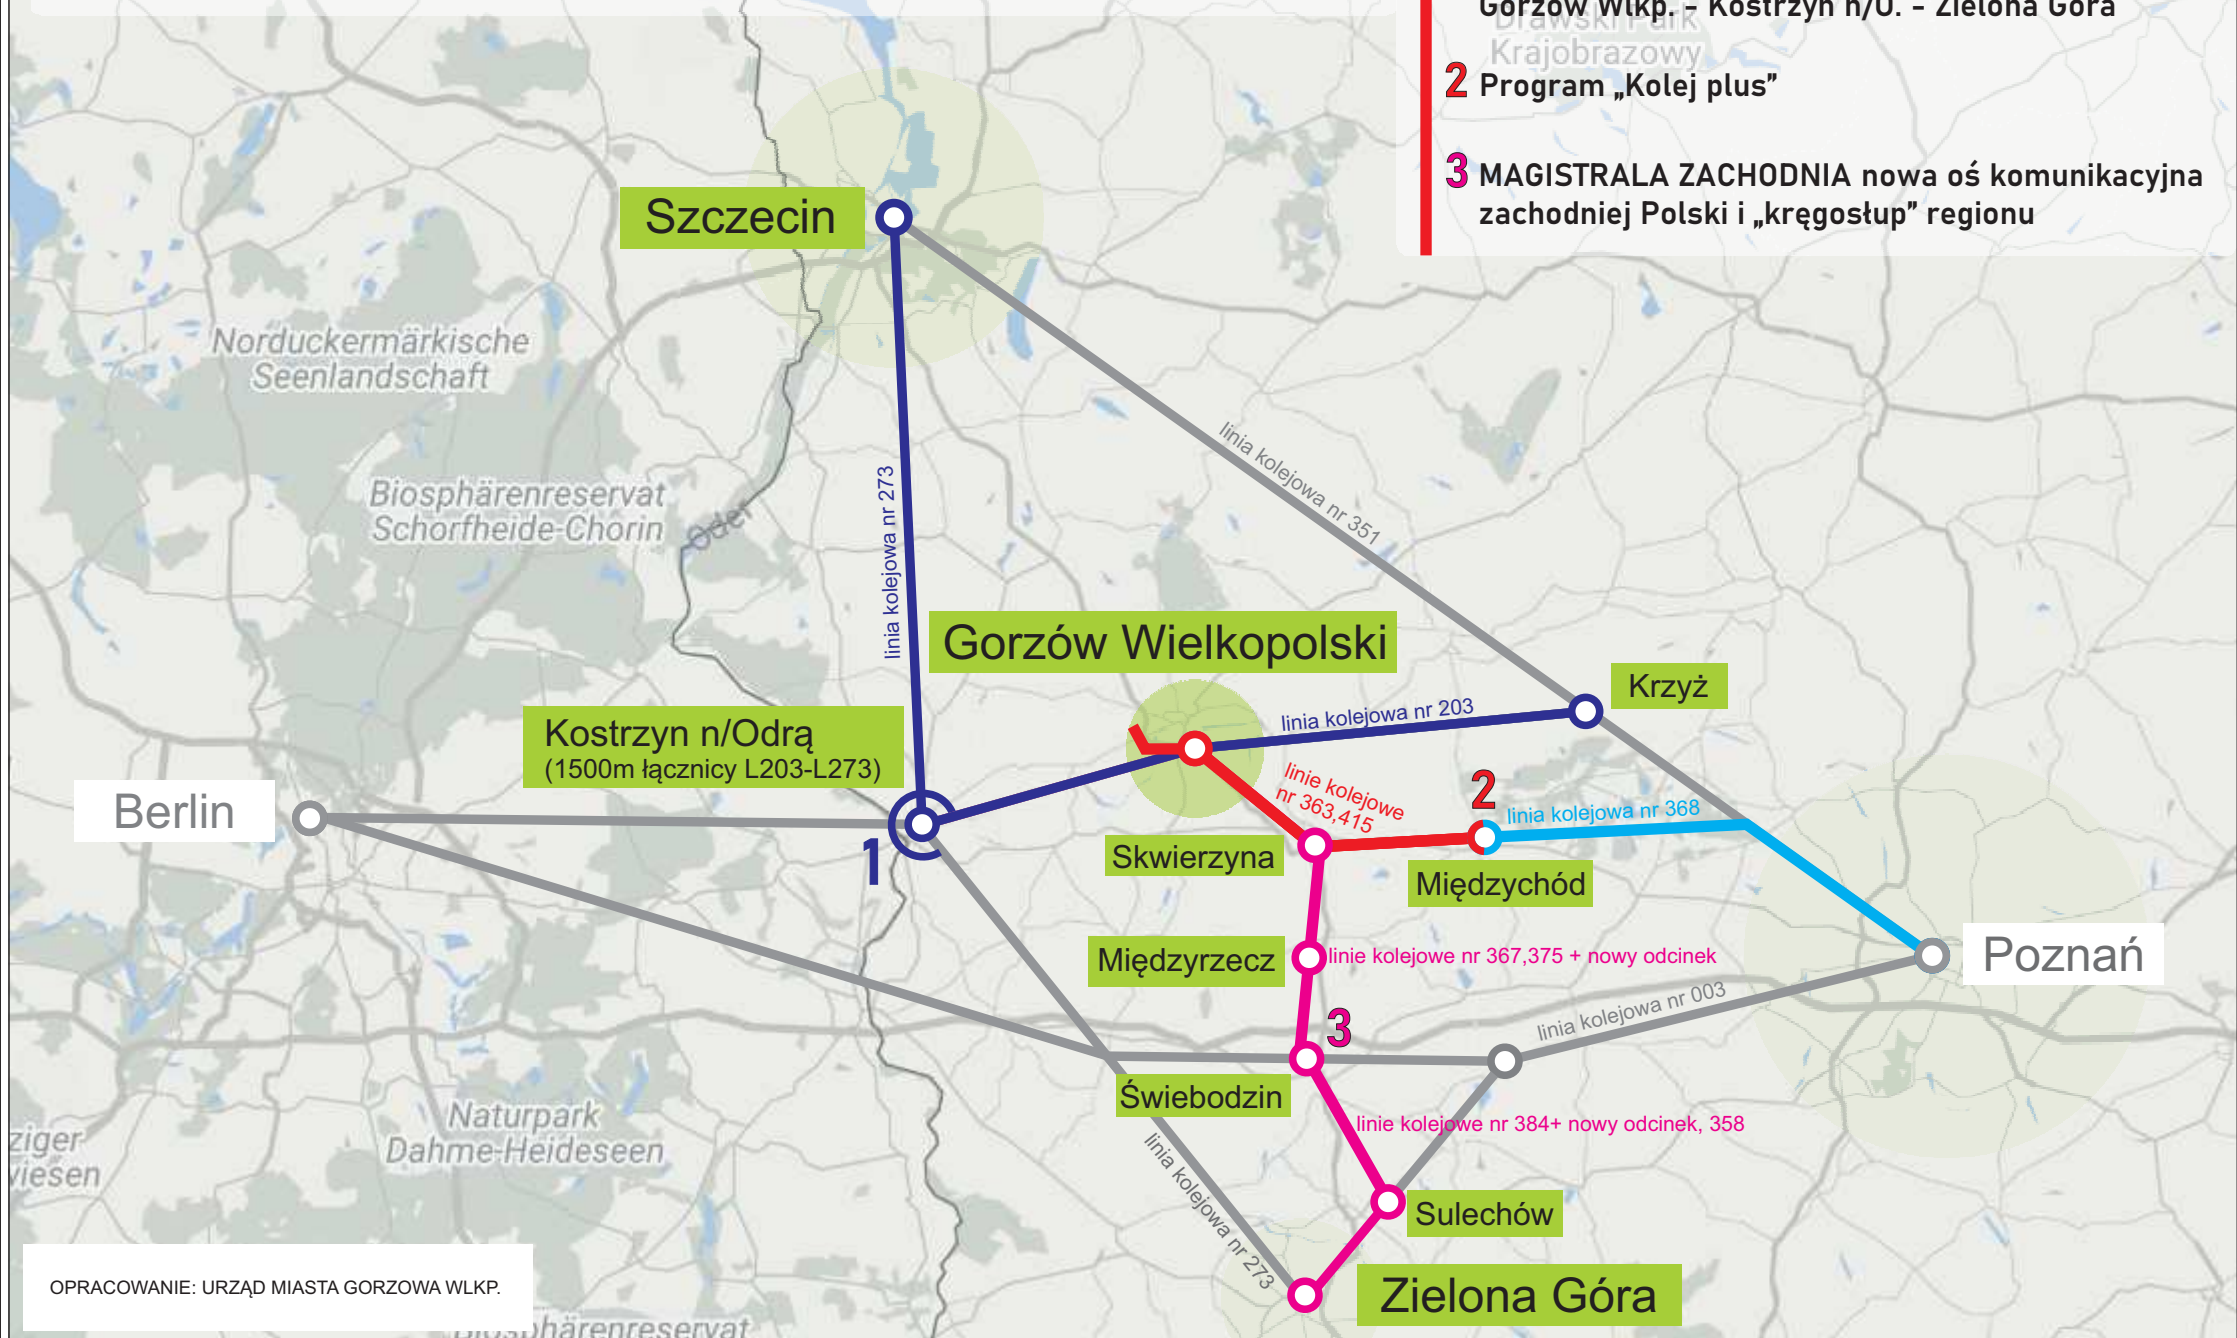 Gorzów Wlkp. - Kostrzyn n/O. - Zielona Góra
Drawski Park
Krajobrazowy
2 Program „Kolej plus”
3 MAGISTRALA ZACHODNIA nowa oś komunikacyjna
zachodniej Polski i „kręgosłup” regionu
Szczecin
Norduckermärkische
Seenlandschaft
linia kolejowa nr 351
linia kolejowa nr 273
Biosphärenreservat
Schorfheide-Chorin
Oder
Gorzów Wielkopolski
Krzyż
linia kolejowa nr 203
Kostrzyn n/Odrą
(1500m łącznicy L203-L273)
Berlin
1
linie kolejowe
nr 363,415
2
linia kolejowa nr 368
Skwierzyna
Międzychód
Międzyrzecz
linie kolejowe nr 367,375 + nowy odcinek
Poznań
linia kolejowa nr 003
3
Świebodzin
linie kolejowe nr 384+ nowy odcinek, 358
Naturpark
Dahme-Heideseen
ziger
viesen
linia kolejowa nr 273
Sulechów
Zielona Góra
OPRACOWANIE: URZĄD MIASTA GORZOWA WLKP.
Biosphärenreservat